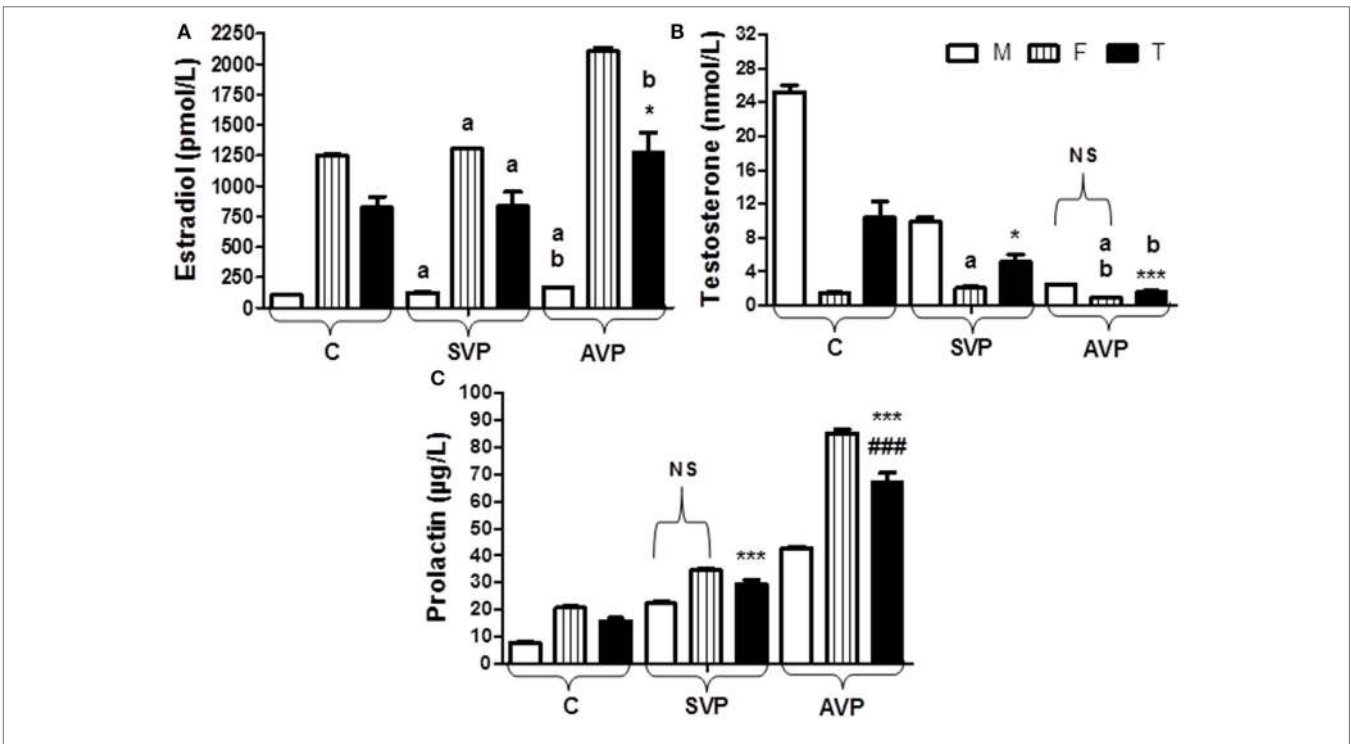 A
Estradiol (pmol/L)
2250
2000
1750
1500
1250
1000
750
500
250
0
a
a
a
a
b
b
*
C
SVP
AVP
B
Testosterone (nmol/L)
32
28
24
20
16
12
8
4
0
M F T
a
*
NS
a
b
b
***
C
SVP
AVP
C
Prolactin (µg/L)
100
90
80
70
60
50
40
30
20
10
0
NS
***
***
###
C
SVP
AVP